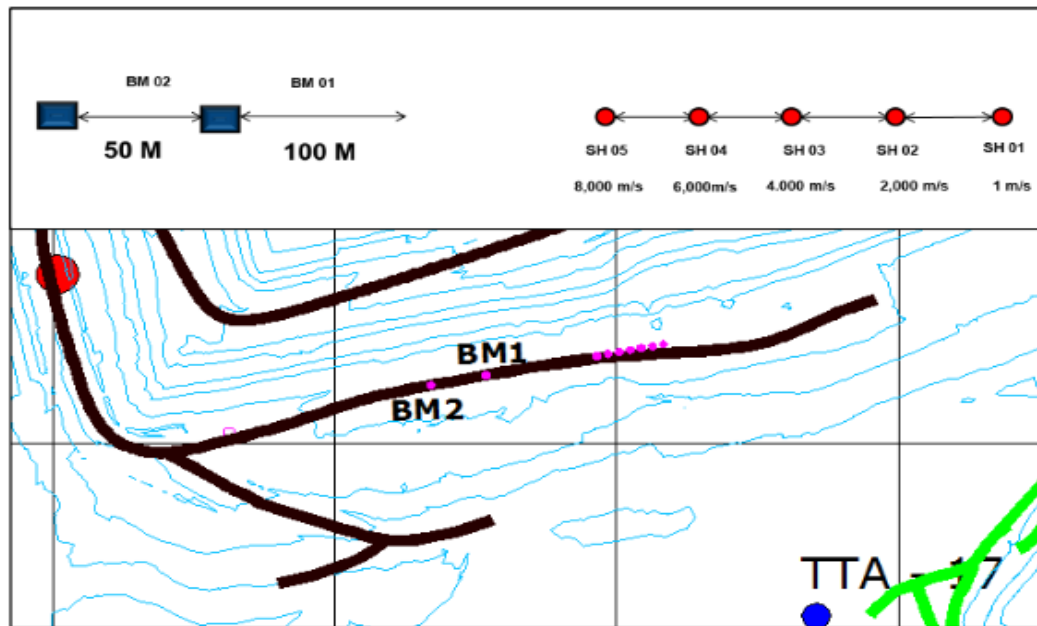 BM 02
BM 01
50 M
100 M
SH 05
SH 04
SH 03
SH 02
SH 01
8,000 m/s
6,000m/s
4.000 m/s
2,000 m/s
1 m/s
BM1
BM2
TTA - 17